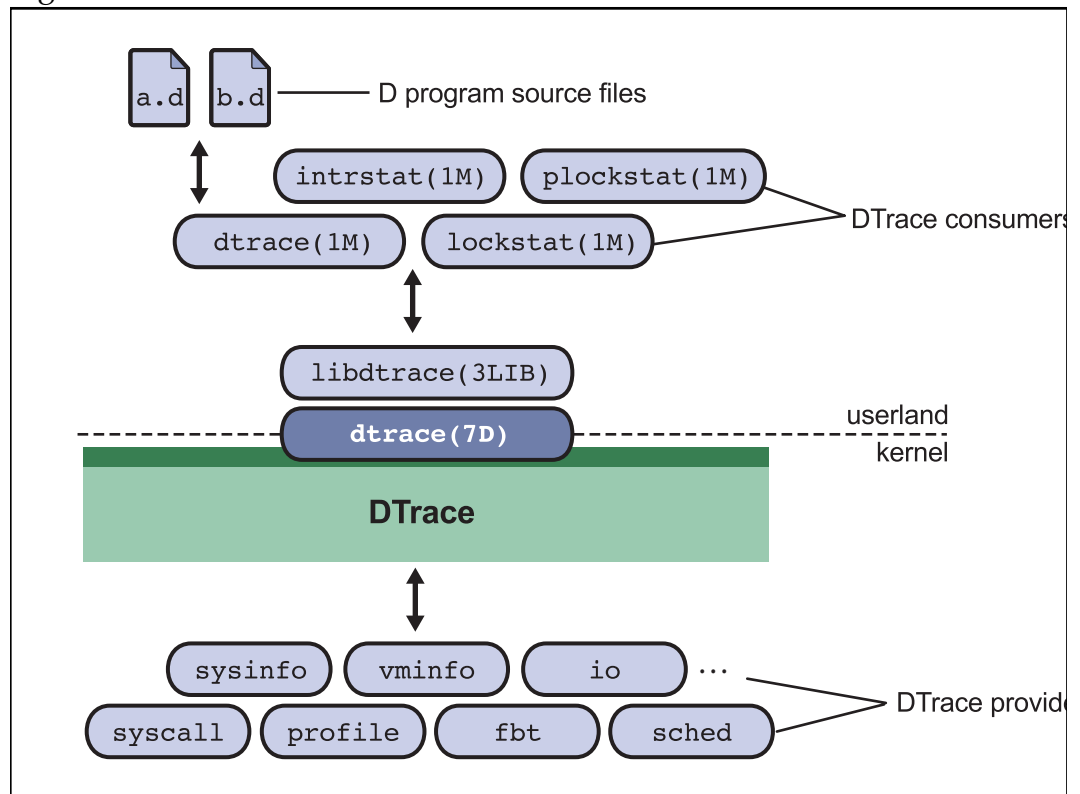 a.d b.d D program source files
intrstat(1M) plockstat(1M)
DTrace consumers
dtrace(1M) lockstat(1M)
libdtrace(3LIB)
userland
dtrace(7D)
kernel
DTrace
sysinfo vminfo io ...
DTrace provide
syscall profile fbt sched